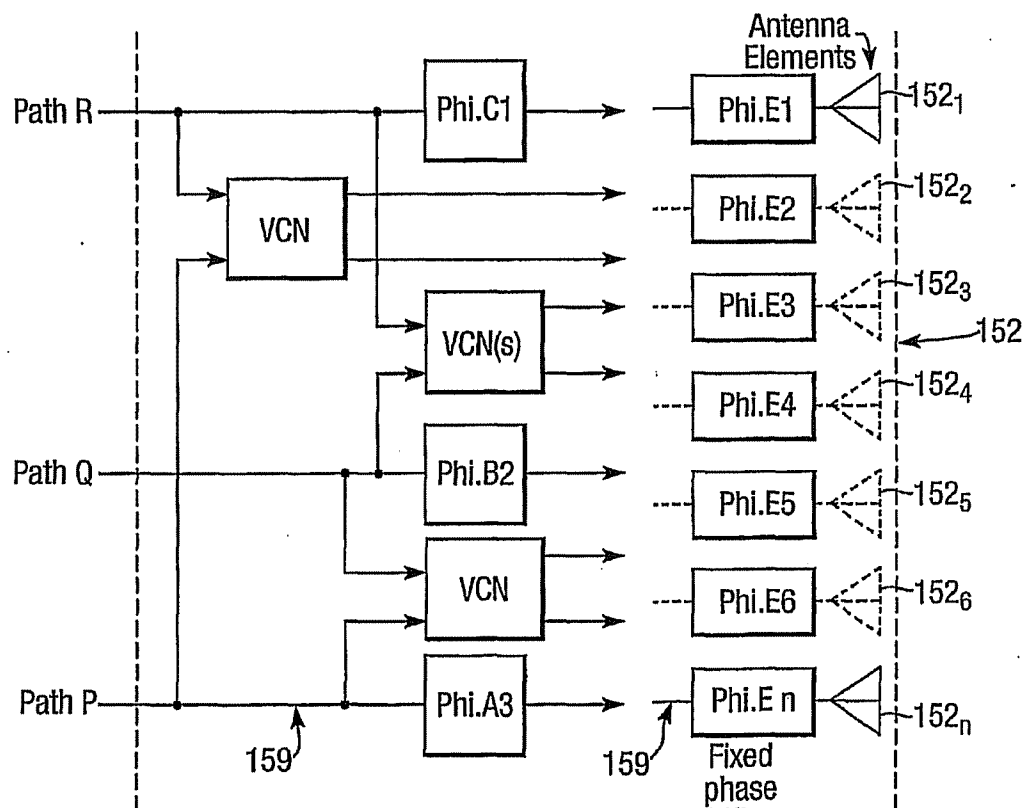 Antenna
Elements
Path R
Phi.C1
Phi.E1
152₁
VCN
Phi.E2
152₂
VCN(s)
Phi.E3
152₃
152
Phi.E4
152₄
Path Q
Phi.B2
Phi.E5
152₅
VCN
Phi.E6
152₆
Path P
159
Phi.A3
159
Phi.E n
152ₙ
Fixed
phase